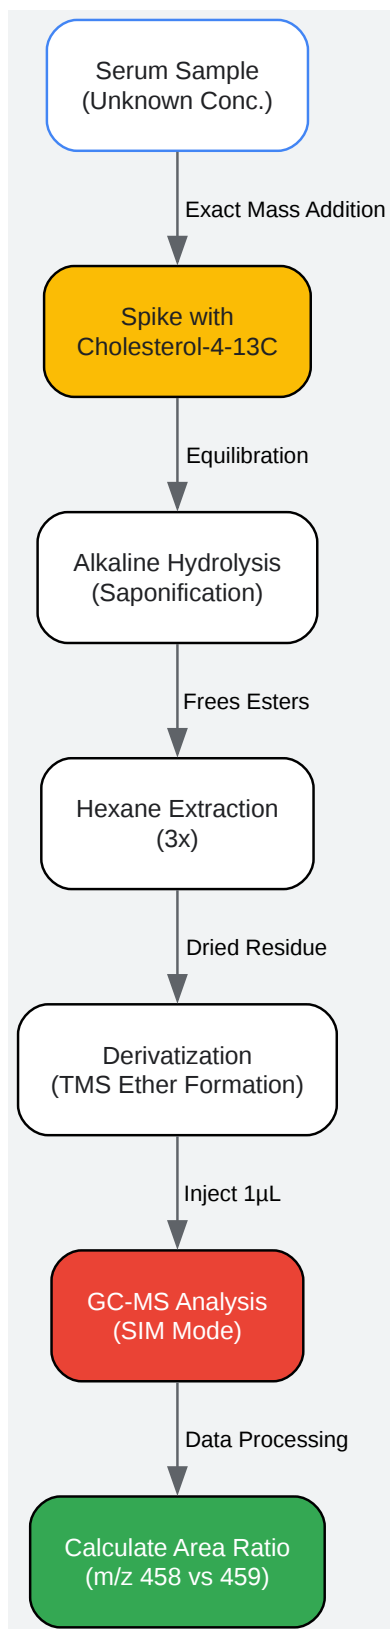 Serum Sample
(Unknown Conc.)
Exact Mass Addition
Spike with
Cholesterol-4-13C
Equilibration
Alkaline Hydrolysis
(Saponification)
Frees Esters
Hexane Extraction
(3x)
Dried Residue
Derivatization
(TMS Ether Formation)
Inject 1µL
GC-MS Analysis
(SIM Mode)
Data Processing
Calculate Area Ratio
(m/z 458 vs 459)